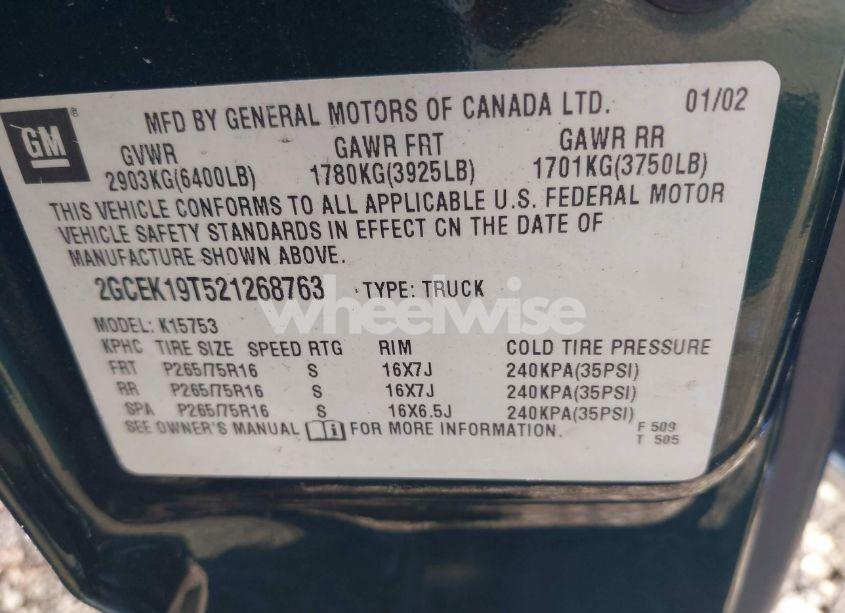 GM ®
MFD BY GENERAL MOTORS OF CANADA LTD. 01/02
GVWR GAWR FRT GAWR RR
2903KG(6400LB) 1780KG(3925LB) 1701KG(3750LB)
THIS VEHICLE CONFORMS TO ALL APPLICABLE U.S. FEDERAL MOTOR
VEHICLE SAFETY STANDARDS IN EFFECT ON THE DATE OF
MANUFACTURE SHOWN ABOVE.
2GCEK19T521268763 TYPE: TRUCK
wheelwise
MODEL: K15753
KPHC TIRE SIZE SPEED RTG RIM COLD TIRE PRESSURE
FRT P265/75R16 S 16X7J 240KPA(35PSI)
RR P265/75R16 S 16X7J 240KPA(35PSI)
SPA P265/75R16 S 16X6.5J 240KPA(35PSI)
SEE OWNER'S MANUAL FOR MORE INFORMATION. F 509
T 505